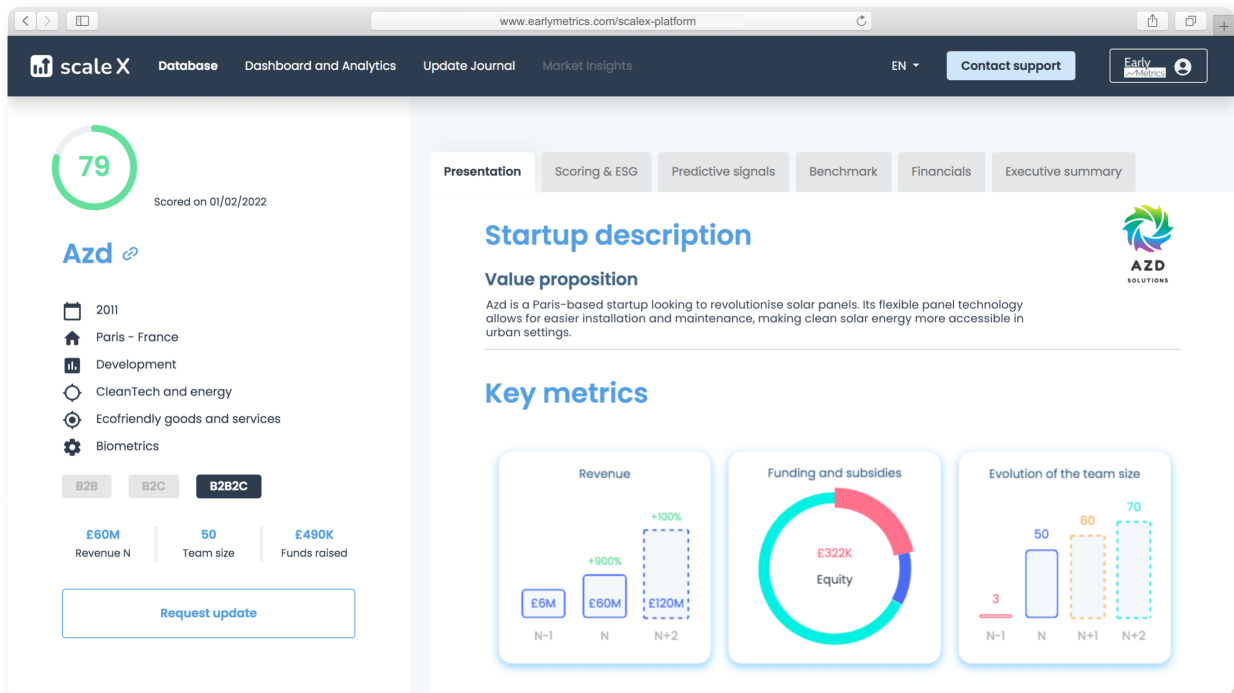 www.earlymetrics.com/scalex-platform
scale X
Database
Dashboard and Analytics
Update Journal
Market Insights
EN
Contact support
Early
Metrics
79
Scored on 01/02/2022
Azd
2011
Paris - France
Development
CleanTech and energy
Ecofriendly goods and services
Biometrics
B2B
B2C
B2B2C
£60M
Revenue N
50
Team size
£490K
Funds raised
Request update
Presentation
Scoring & ESG
Predictive signals
Benchmark
Financials
Executive summary
Startup description
AZD
SOLUTIONS
Value proposition
Azd is a Paris-based startup looking to revolutionise solar panels. Its flexible panel technology
allows for easier installation and maintenance, making clean solar energy more accessible in
urban settings.
Key metrics
Revenue
+100%
+900%
£6M
£60M
£120M
N-1
N
N+2
Funding and subsidies
£322K
Equity
Evolution of the team size
3
50
60
70
N-1
N
N+1
N+2